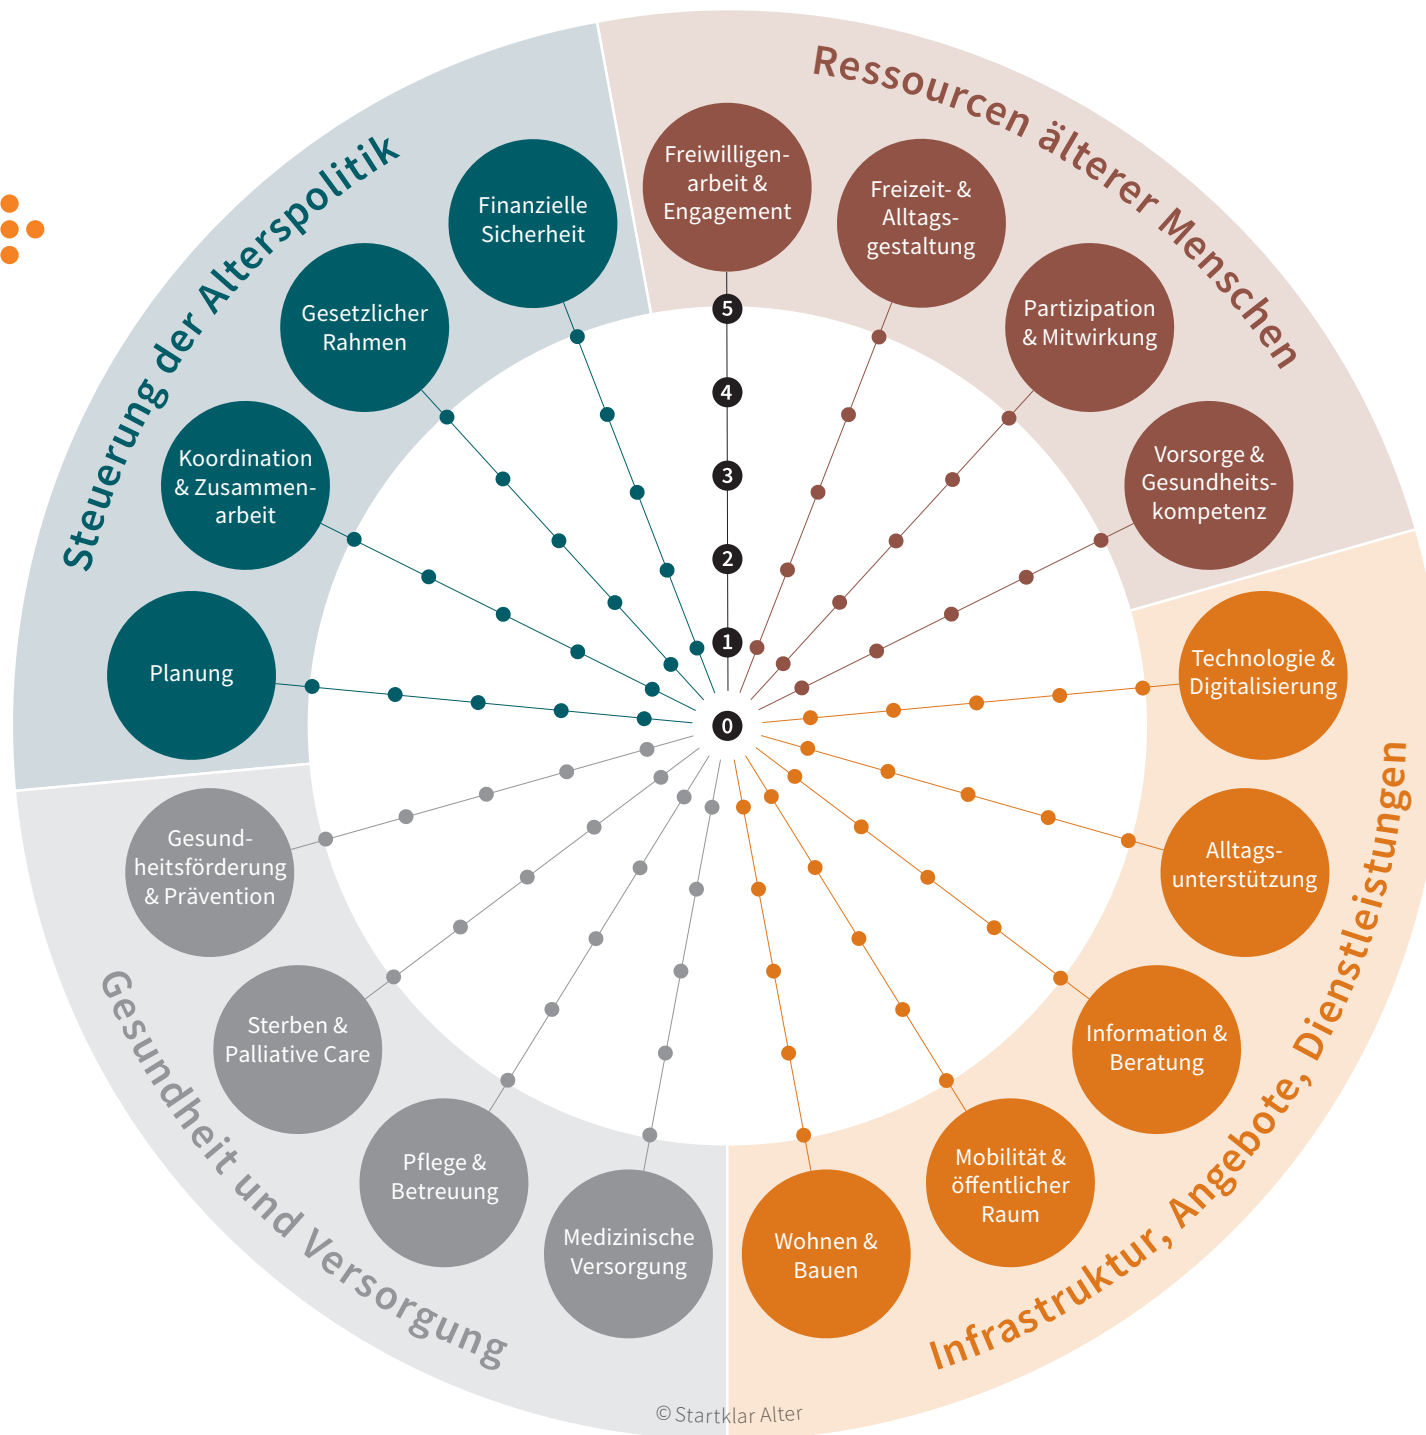 Ressourcen älterer Menschen
Freiwilligen-
arbeit &
Engagement
Freizeit- &
Alltags-
gestaltung
Partizipation
& Mitwirkung
Vorsorge &
Gesundheits-
kompetenz
Infrastruktur, Angebote, Dienstleistungen
Technologie &
Digitalisierung
Alltags-
unterstützung
Information &
Beratung
Mobilität &
öffentlicher
Raum
Wohnen &
Bauen
Gesundheit und Versorgung
Medizinische
Versorgung
Pflege &
Betreuung
Sterben &
Palliative Care
Gesund-
heitsförderung
& Prävention
Steuerung der Alterspolitik
Planung
Koordination
& Zusammen-
arbeit
Gesetzlicher
Rahmen
Finanzielle
Sicherheit
5
4
3
2
1
0
© Startklar Alter